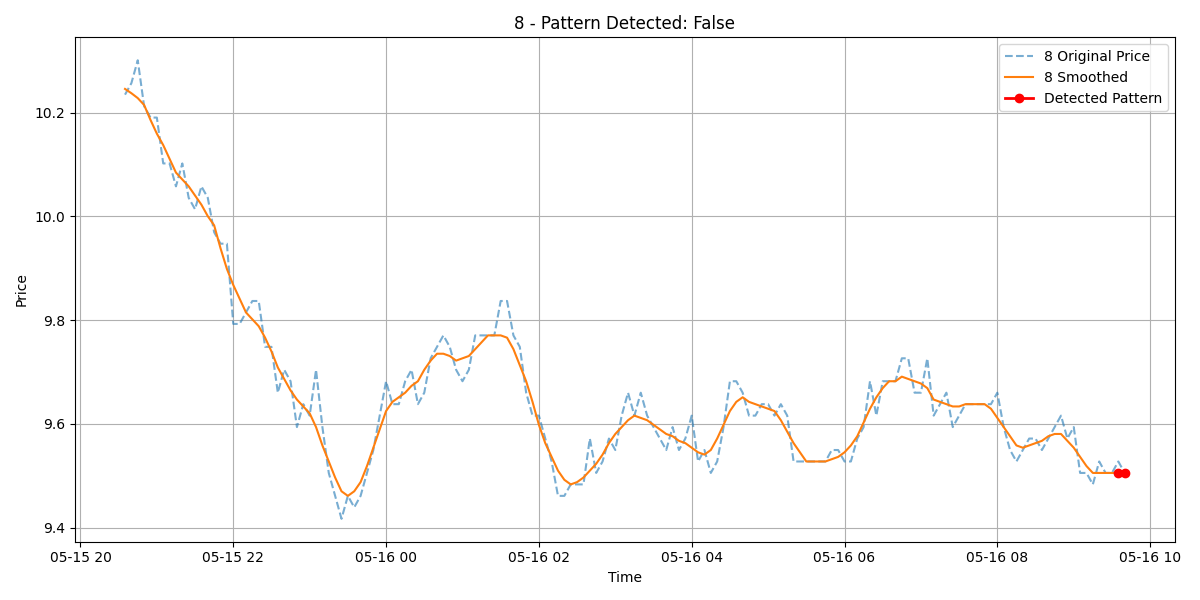 8 - Pattern Detected: False
8 Original Price
8 Smoothed
Detected Pattern
Price
10.2
10.0
9.8
9.6
9.4
05-15 20 05-15 22 05-16 00 05-16 02 05-16 04 05-16 06 05-16 08 05-16 10
Time